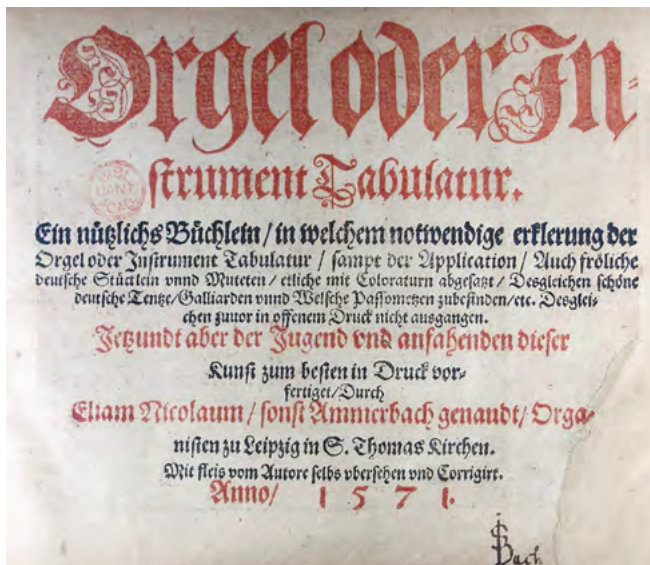 Orgel oder In-
strument Tabulatur.
Ein nützlichs Büchlein / in welchem notwendige erklerung der
Orgel oder Instrument Tabulatur / sampt der Application / Auch fröliche
deutsche Stücklein vnnd Muteten / etliche mit Coloraturn abgesatzt / Desgleichen schöne
deutsche Tentze / Galliarden vnnd Welsche Passometzen zubefinden / etc. Desglei-
chen zuuor in offenem Druck nicht ausgangen.
Jetzundt aber der Jugend vnd anfahenden dieser
Kunst zum besten in Druck vor-
fertiget / Durch
Eliam Nicolaum / sonst Ammerbach genandt / Orga-
nisten zu Leipzig in S. Thomas Kirchen.
Mit fleis vom Autore selbs vbersehen vnd Corrigirt.
Anno / 1571.
Bach